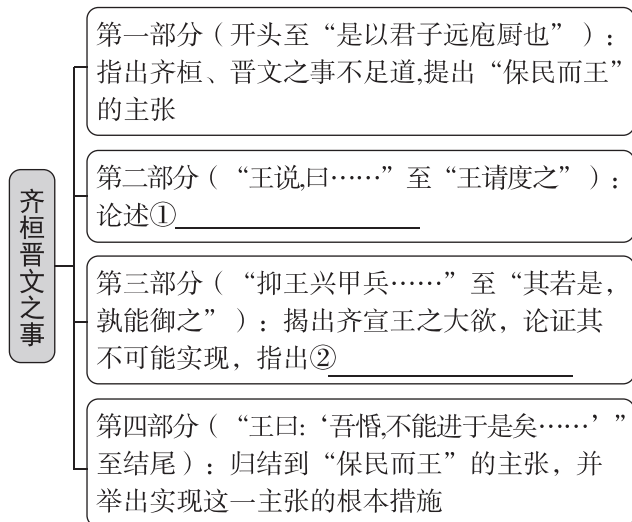 齐桓晋文之事
第一部分（开头至“是以君子远庖厨也”）：
指出齐桓、晋文之事不足道,提出“保民而王”
的主张
第二部分（“王说,曰……”至“王请度之”）：
论述①
第三部分（“抑王兴甲兵……”至“其若是，
孰能御之”）：揭出齐宣王之大欲，论证其
不可能实现，指出②
第四部分（“王曰：‘吾惛,不能进于是矣……’”
至结尾）：归结到“保民而王”的主张，并
举出实现这一主张的根本措施